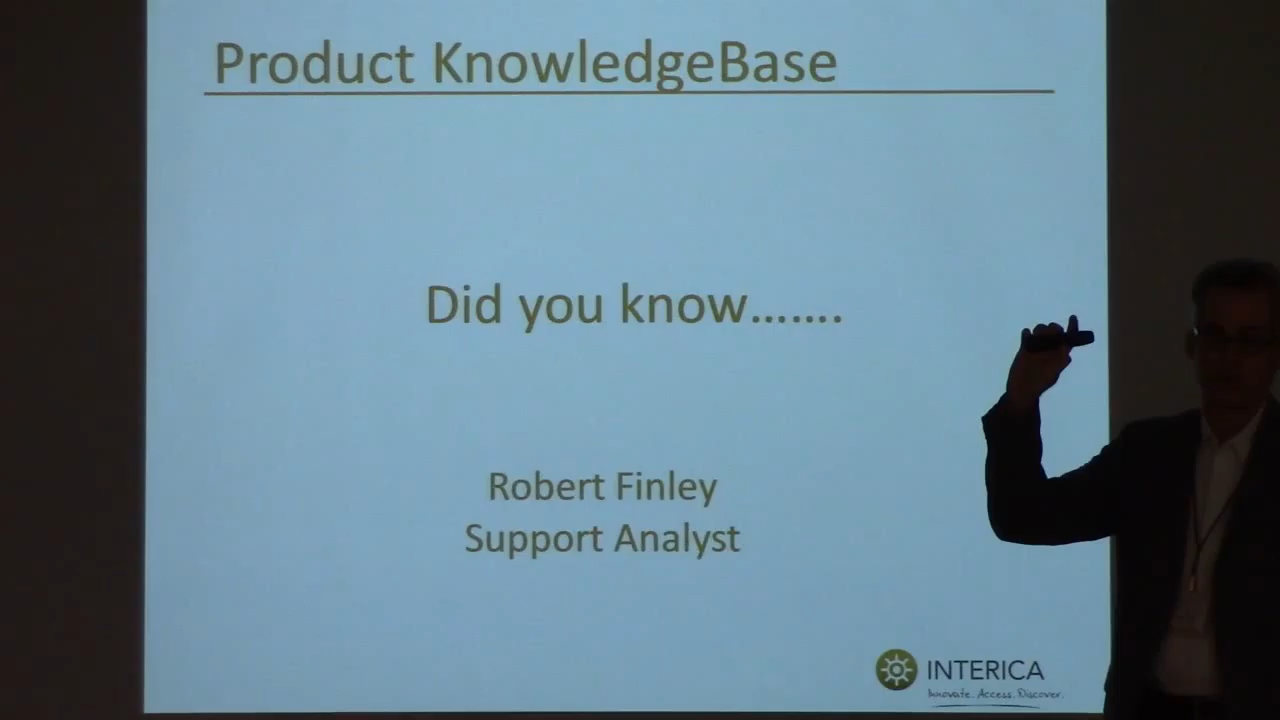 Product KnowledgeBase
Did you know.......
Robert Finley
Support Analyst
INTERICA
Innovate. Access. Discover.